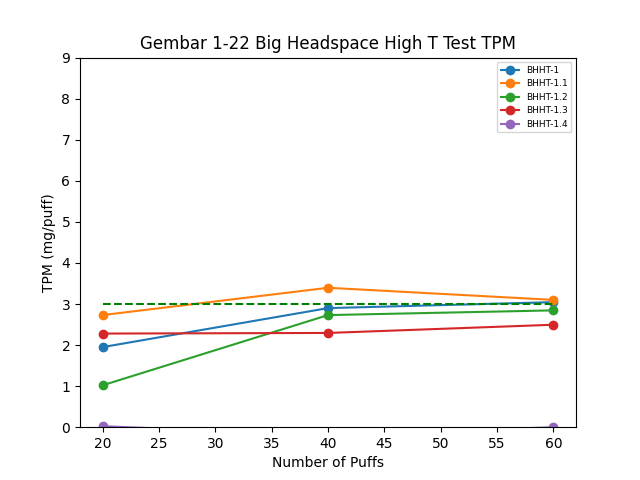 Gembar 1-22 Big Headspace High T Test TPM
BHHT-1
BHHT-1.1
BHHT-1.2
BHHT-1.3
BHHT-1.4
TPM (mg/puff)
9
8
7
6
5
4
3
2
1
0
20 25 30 35 40 45 50 55 60
Number of Puffs